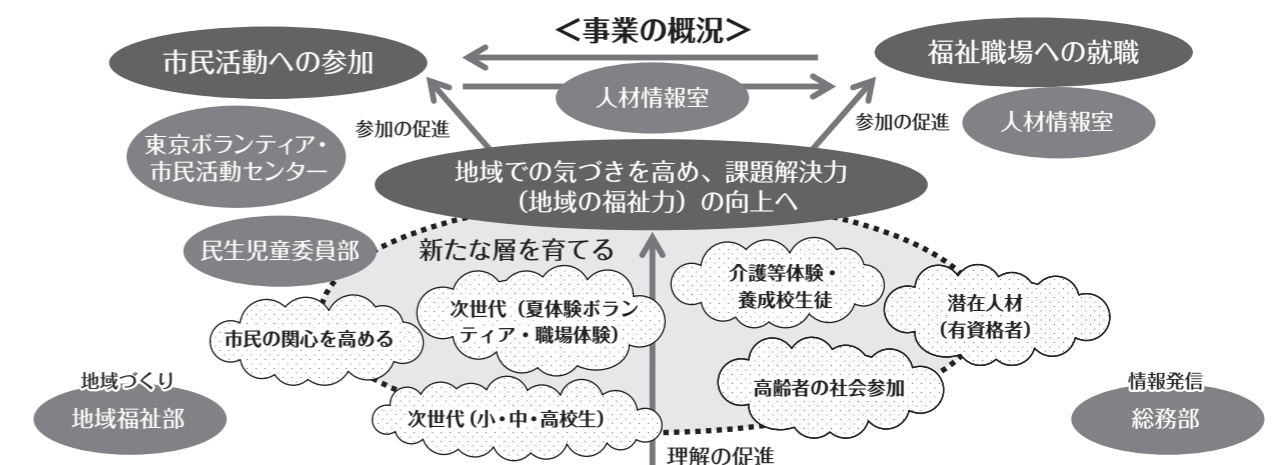 ＜事業の概況＞
市民活動への参加
福祉職場への就職
人材情報室
人材情報室
参加の促進
参加の促進
東京ボランティア・
市民活動センター
地域での気づきを高め、課題解決力
（地域の福祉力）の向上へ
民生児童委員部
新たな層を育てる
介護等体験・
養成校生徒
潜在人材
（有資格者）
次世代（夏体験ボラン
ティア・職場体験）
市民の関心を高める
高齢者の社会参加
地域づくり
地域福祉部
次世代（小・中・高校生）
情報発信
総務部
理解の促進